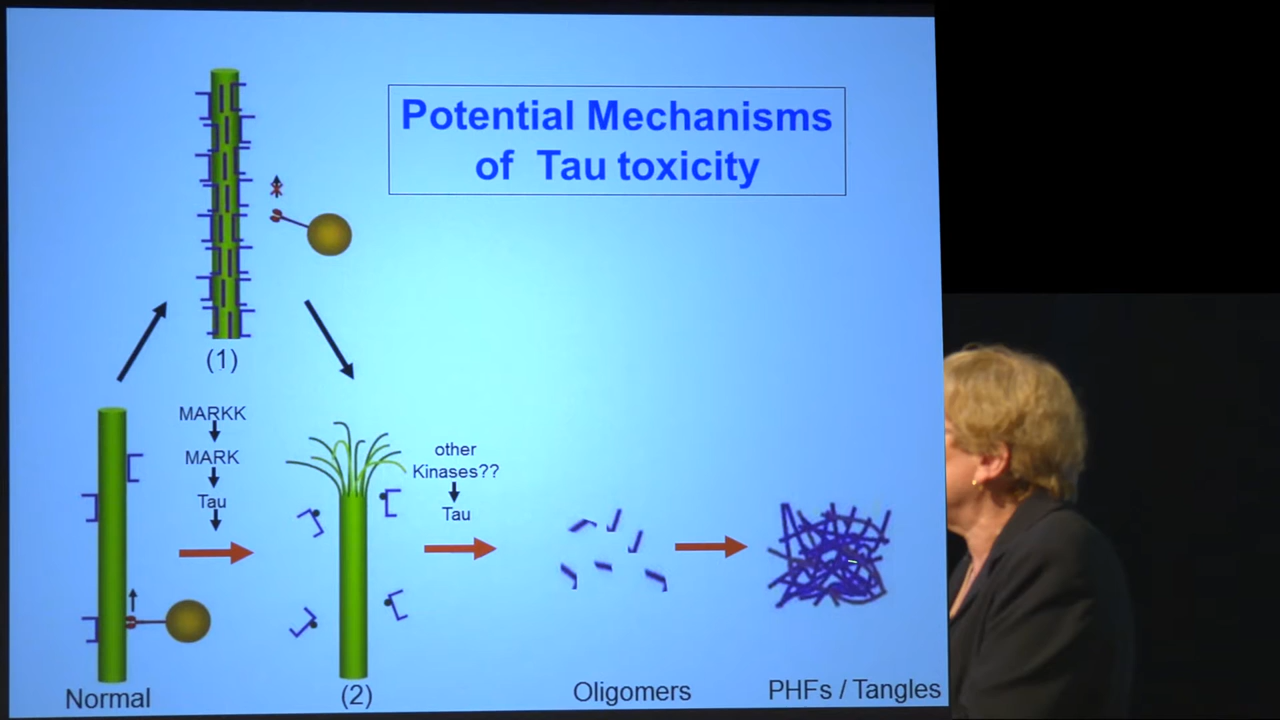 Potential Mechanisms
of Tau toxicity
(1)
MARKK
MARK
Tau
other
Kinases??
Tau
Normal
(2)
Oligomers
PHFs / Tangles